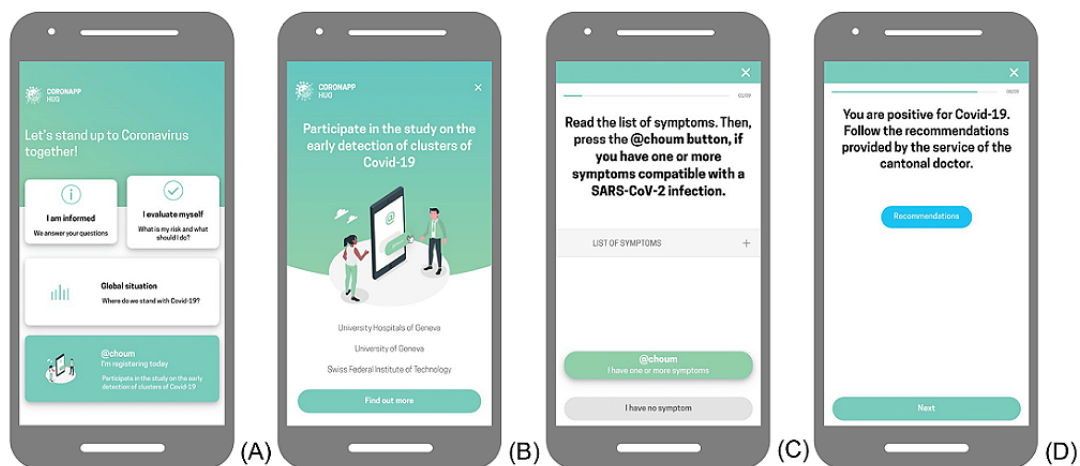 CORONAPP
HUG
Let's stand up to Coronavirus
together!
I am informed
We answer your questions
I evaluate myself
What is my risk and what
should I do?
Global situation
Where do we stand with Covid-19?
@choum
I'm registering today
Participate in the study on the early
detection of clusters of Covid-19
(A)
CORONAPP
HUG
Participate in the study on the
early detection of clusters of
Covid-19
@
University Hospitals of Geneva
University of Geneva
Swiss Federal Institute of Technology
Find out more
(B)
Read the list of symptoms. Then,
press the @choum button, if
you have one or more
symptoms compatible with a
SARS-CoV-2 infection.
LIST OF SYMPTOMS +
@choum
I have one or more symptoms
I have no symptom
(C)
You are positive for Covid-19.
Follow the recommendations
provided by the service of the
cantonal doctor.
Recommendations
Next
(D)